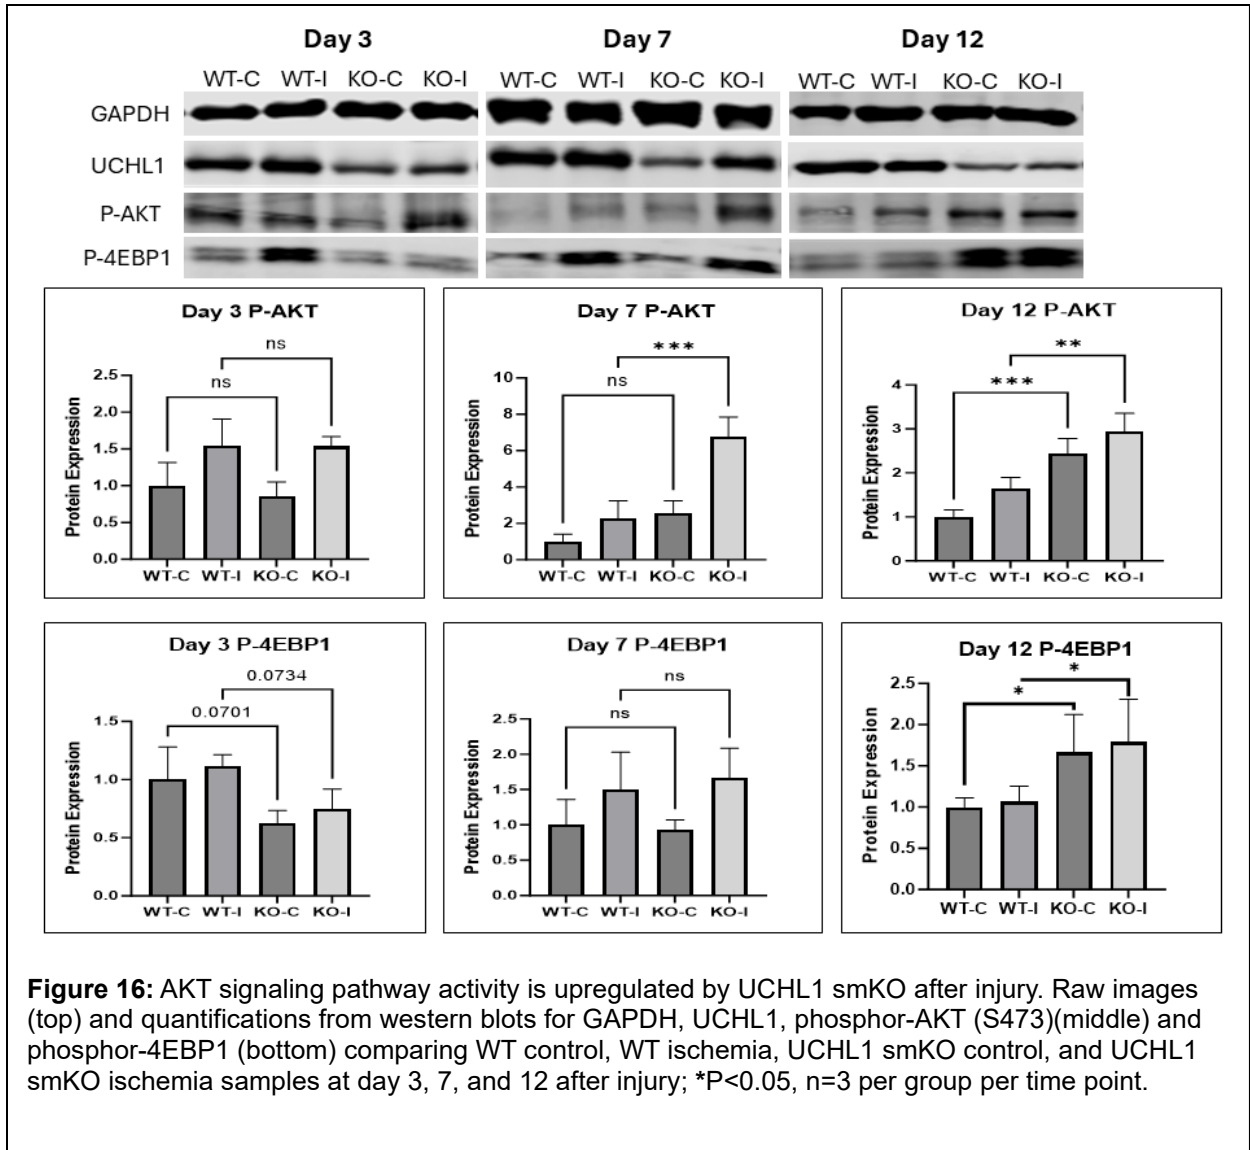 Day 3 Day 7 Day 12
WT-C WT-I KO-C KO-I WT-C WT-I KO-C KO-I WT-C WT-I KO-C KO-I
GAPDH
UCHL1
P-AKT
P-4EBP1
Day 3 P-AKT
ns
ns
2.5
2.0
1.5
1.0
0.5
0.0
Protein Expression
WT-C WT-I KO-C KO-I
Day 7 P-AKT
***
ns
10
8
6
4
2
0
Protein Expression
WT-C WT-I KO-C KO-I
Day 12 P-AKT
**
***
4
3
2
1
0
Protein Expression
WT-C WT-I KO-C KO-I
Day 3 P-4EBP1
0.0734
0.0701
1.5
1.0
0.5
0.0
Protein Expression
WT-C WT-I KO-C KO-I
Day 7 P-4EBP1
ns
ns
2.5
2.0
1.5
1.0
0.5
0.0
Protein Expression
WT-C WT-I KO-C KO-I
Day 12 P-4EBP1
*
*
2.5
2.0
1.5
1.0
0.5
0.0
Protein Expression
WT-C WT-I KO-C KO-I
Figure 16: AKT signaling pathway activity is upregulated by UCHL1 smKO after injury. Raw images
(top) and quantifications from western blots for GAPDH, UCHL1, phosphor-AKT (S473)(middle) and
phosphor-4EBP1 (bottom) comparing WT control, WT ischemia, UCHL1 smKO control, and UCHL1
smKO ischemia samples at day 3, 7, and 12 after injury; *P<0.05, n=3 per group per time point.